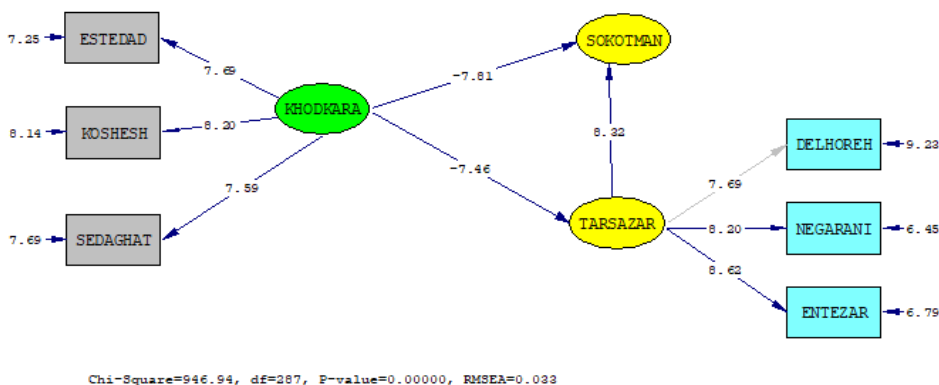 7.25 ESTEDAD
7.69
8.14 KOSHESH
8.20
7.69 SEDAGHAT
7.59
KHODKARA
-7.81
SOKOTMAN
8.32
-7.46
TARSAZAR
7.69
DELHOREH 9.23
8.20
NEGARANI 6.45
8.62
ENTEZAR 6.79
Chi-Square=946.94, df=287, P-value=0.00000, RMSEA=0.033